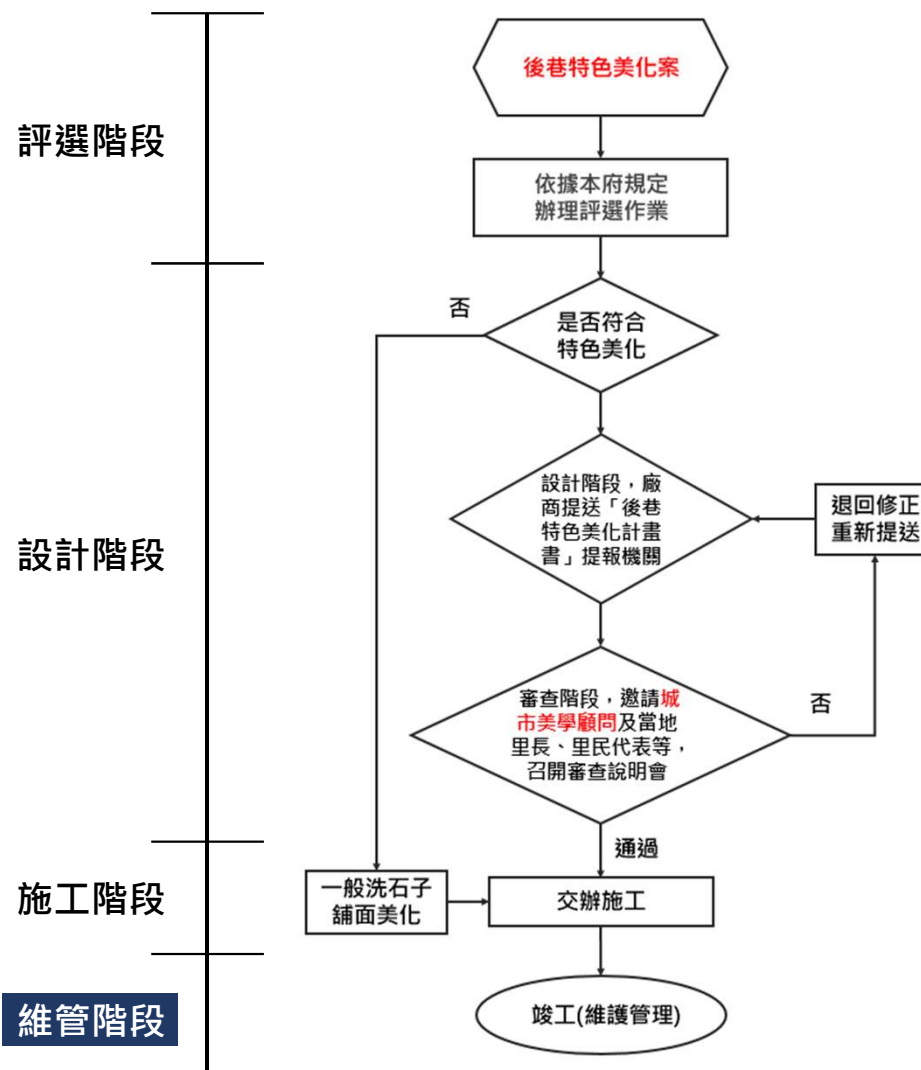 後巷特色美化案
評選階段
依據本府規定
辦理評選作業
否
是否符合
特色美化
設計階段
設計階段，廠
商提送「後巷
特色美化計畫
書」提報機關
退回修正
重新提送
審查階段，邀請城
市美學顧問及當地
里長、里民代表等，
召開審查說明會
否
通過
施工階段
一般洗石子
舖面美化
交辦施工
維管階段
竣工(維護管理)